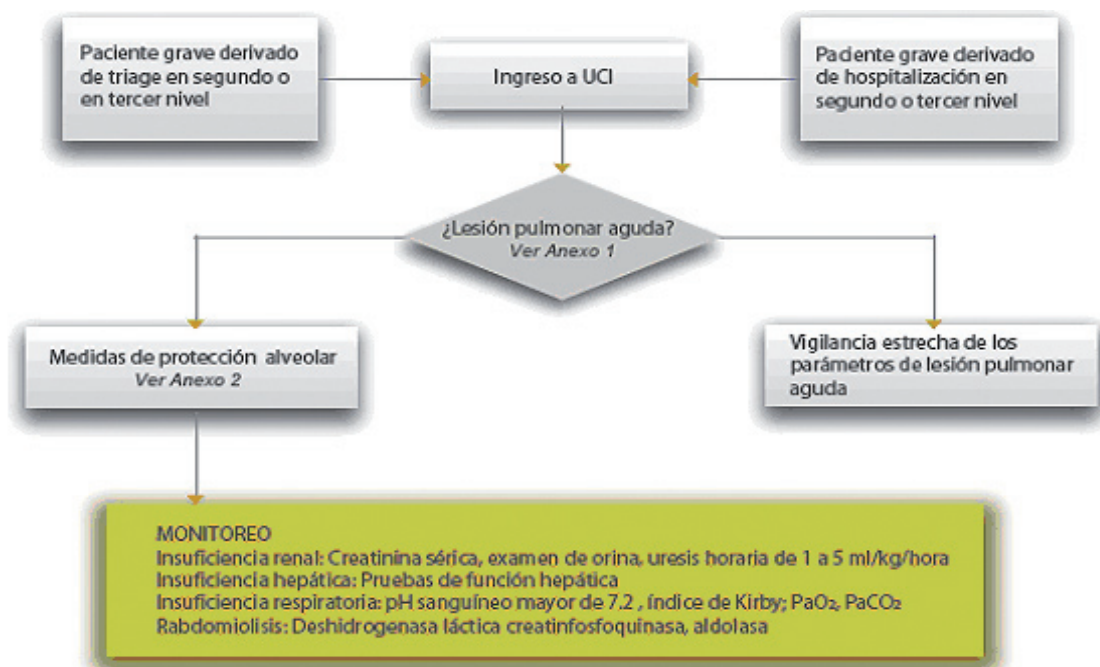 Paciente grave derivado
de triage en segundo o
en tercer nivel
Ingreso a UCI
Paciente grave derivado
de hospitalización en
segundo o tercer nivel
¿Lesión pulmonar aguda?
Ver Anexo 1
Medidas de protección alveolar
Ver Anexo 2
Vigilancia estrecha de los
parámetros de lesión pulmonar
aguda
MONITOREO
Insuficiencia renal: Creatinina sérica, examen de orina, uresis horaria de 1 a 5 ml/kg/hora
Insuficiencia hepática: Pruebas de función hepática
Insuficiencia respiratoria: pH sanguíneo mayor de 7.2 , índice de Kirby; PaO₂, PaCO₂
Rabdomiolisis: Deshidrogenasa láctica creatinfosfoquinasa, aldolasa